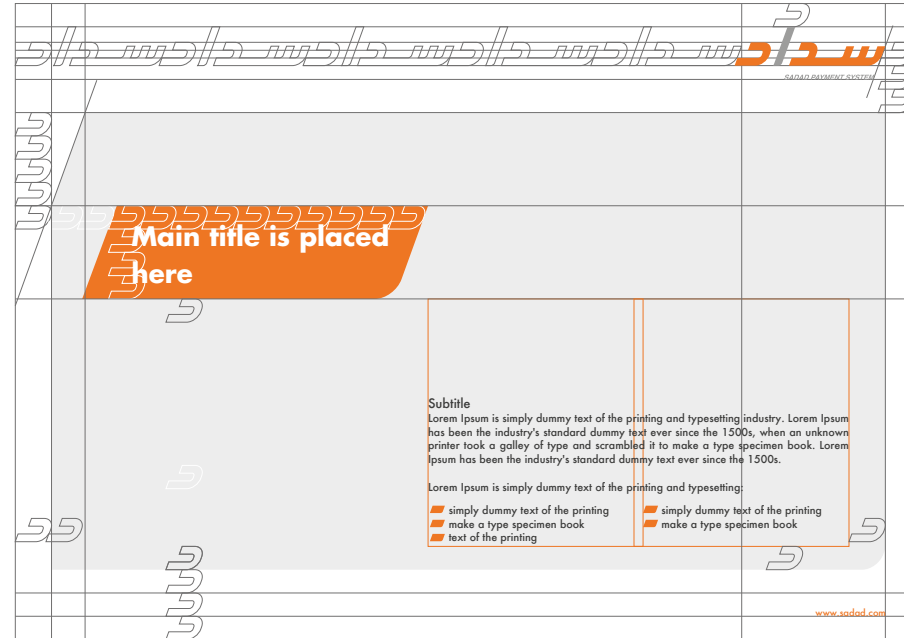 سداد
SADAD PAYMENT SYSTEM
Main title is placed
here
Subtitle
Lorem Ipsum is simply dummy text of the printing and typesetting industry. Lorem Ipsum
has been the industry's standard dummy text ever since the 1500s, when an unknown
printer took a galley of type and scrambled it to make a type specimen book. Lorem
Ipsum has been the industry's standard dummy text ever since the 1500s.
Lorem Ipsum is simply dummy text of the printing and typesetting:
simply dummy text of the printing
make a type specimen book
text of the printing
simply dummy text of the printing
make a type specimen book
www.sadad.com